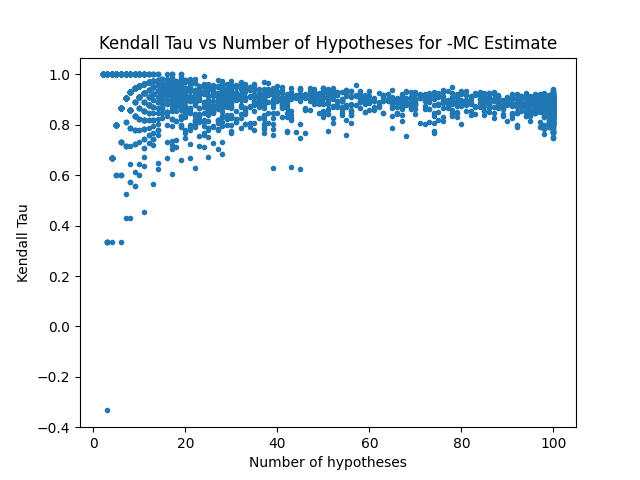 Kendall Tau vs Number of Hypotheses for -MC Estimate
1.0
0.8
0.6
0.4
0.2
0.0
−0.2
−0.4
Kendall Tau
0 20 40 60 80 100
Number of hypotheses